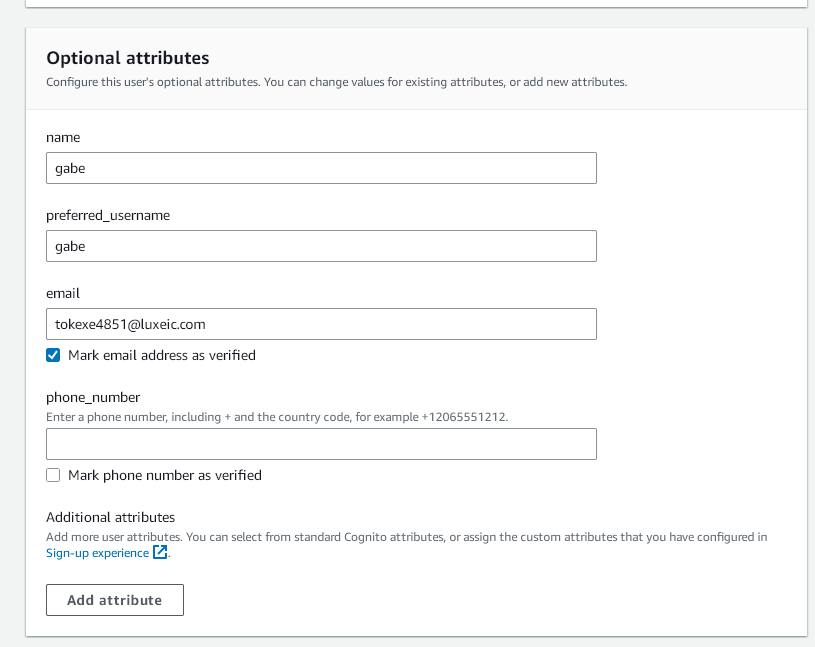 Optional attributes
Configure this user's optional attributes. You can change values for existing attributes, or add new attributes.
name
gabe
preferred_username
gabe
email
tokexe4851@luxeic.com
Mark email address as verified
phone_number
Enter a phone number, including + and the country code, for example +12065551212.
Mark phone number as verified
Additional attributes
Add more user attributes. You can select from standard Cognito attributes, or assign the custom attributes that you have configured in
Sign-up experience.
Add attribute